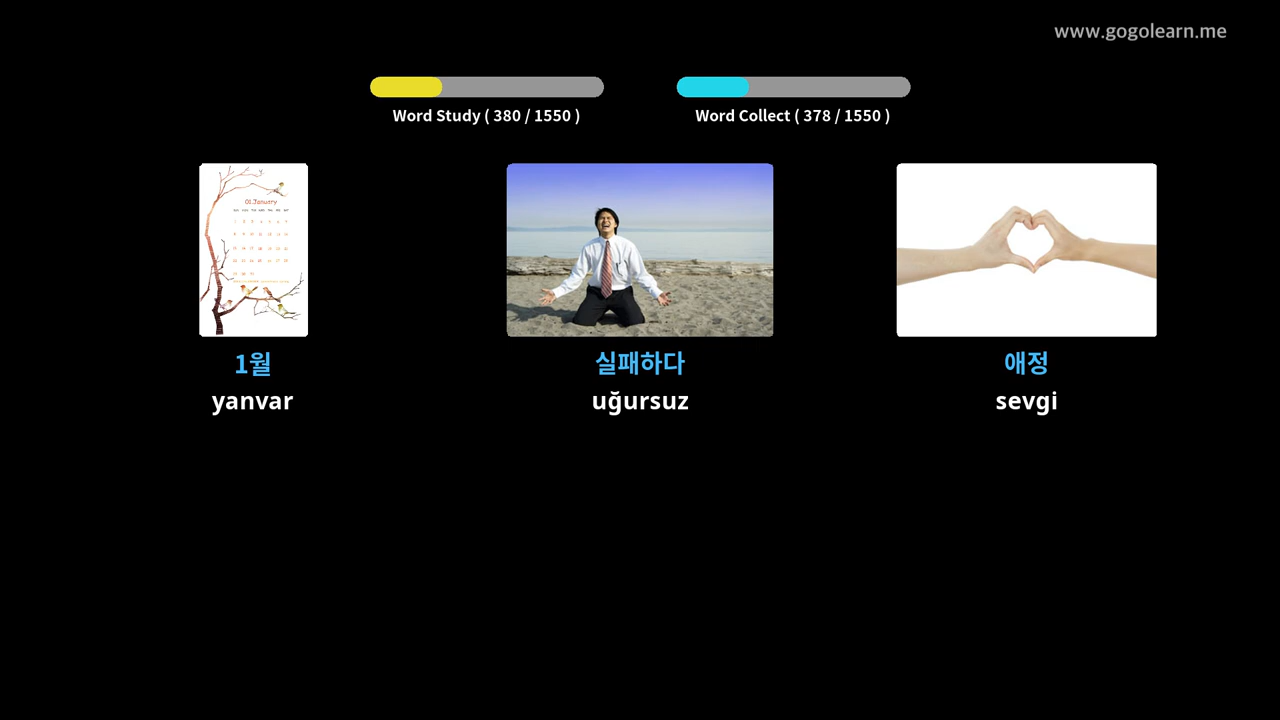 www.gogolearn.me
Word Study ( 380 / 1550 )
Word Collect ( 378 / 1550 )
01.January
1월
실패하다
애정
yanvar
uğursuz
sevgi